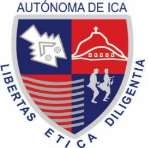 AUTÓNOMA DE ICA
LIBERTAS ETICA DILIGENTIA